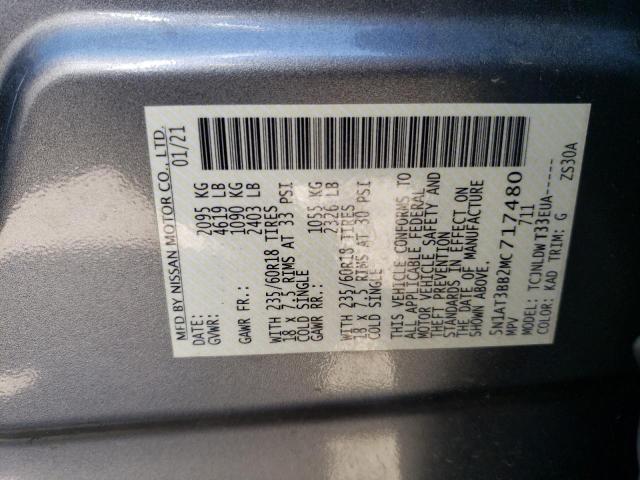 MFD BY NISSAN MOTOR CO., LTD.
DATE: 01/21
GVWR: 2095 KG
4619 LB
GAWR FR.: 1090 KG
2403 LB
WITH 235/60R18 TIRES
18 X 7.5 RIMS AT 33 PSI
COLD SINGLE
GAWR RR.: 1055 KG
2326 LB
WITH 235/60R18 TIRES
18 X 7.5 RIMS AT 30 PSI
COLD SINGLE
THIS VEHICLE CONFORMS TO
ALL APPLICABLE FEDERAL
MOTOR VEHICLE SAFETY AND
THEFT PREVENTION
STANDARDS IN EFFECT ON
THE DATE OF MANUFACTURE
SHOWN ABOVE.
5N1AT3BB2MC717480
MPV 711
MODEL: TCJNLDW T33EUA------
COLOR: KAD TRIM: G ZS30A